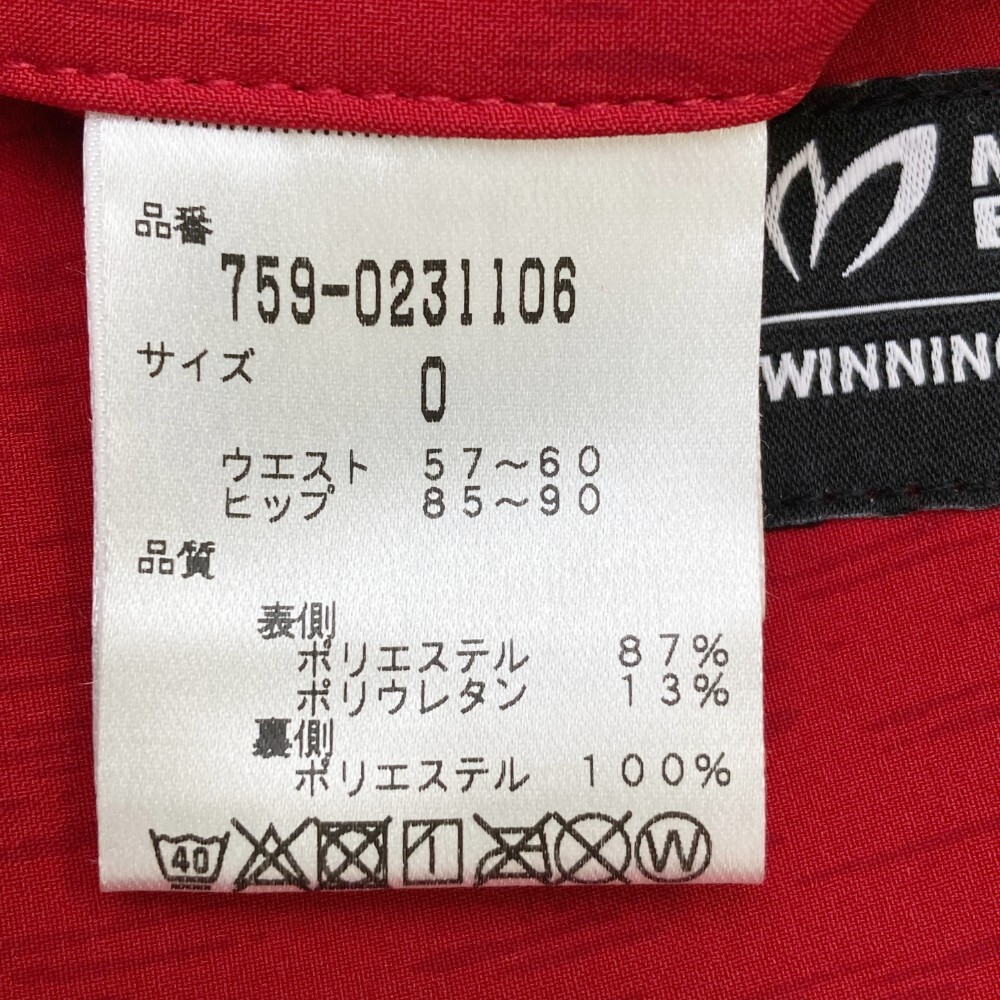 品番
759-0231106
サイズ
0
ウエスト 57～60
ヒップ 85～90
品質
表側
ポリエステル 87%
ポリウレタン 13%
裏側
ポリエステル 100%
40
W
WINNING